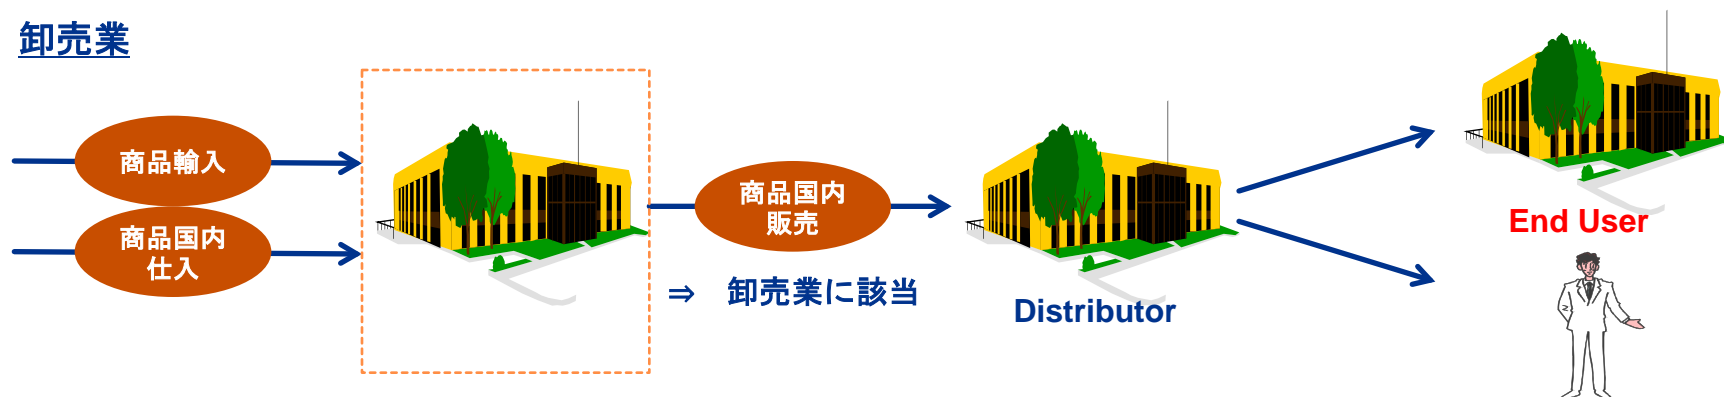 卸売業
商品輸入
商品国内
仕入
商品国内
販売
⇒ 卸売業に該当
Distributor
End User